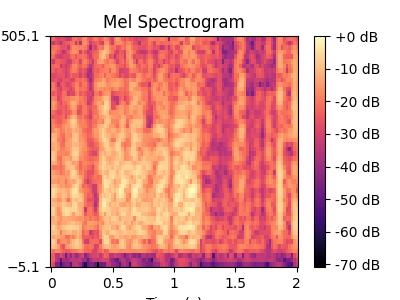 Mel Spectrogram
505.1
−5.1
0
0.5
1
1.5
2
+0 dB
-10 dB
-20 dB
-30 dB
-40 dB
-50 dB
-60 dB
-70 dB